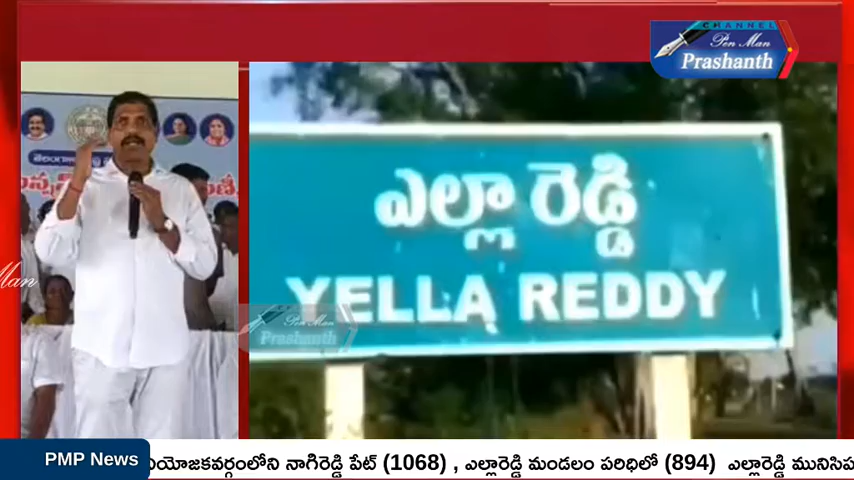 CHANNEL
Pen Man
Prashanth
తెలంగాణ
ఎల్లా రెడ్డి
YELLA REDDY
Man
Pen Man
Prashanth
PMP News
యోజకవర్గంలోని నాగిరెడ్డి పేట్ (1068) , ఎల్లారెడ్డి మండలం పరిధిలో (894) ఎల్లారెడ్డి మునిసిప